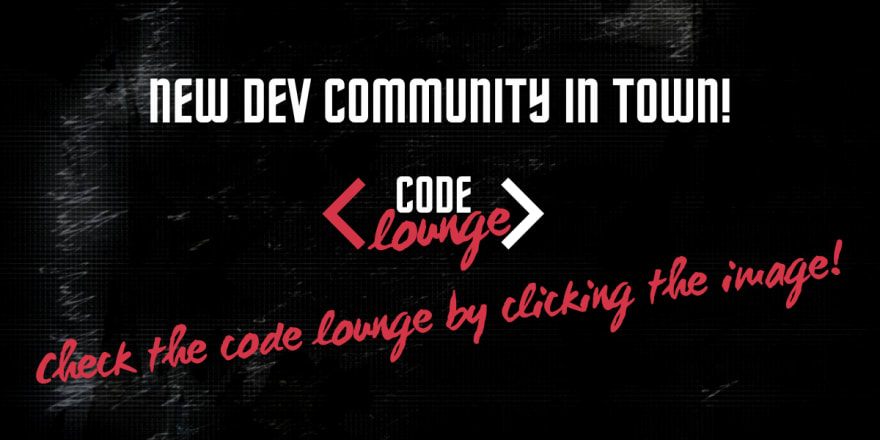 NEW DEV COMMUNITY IN TOWN!
< CODE >
lounge
Check the code lounge by clicking the image!